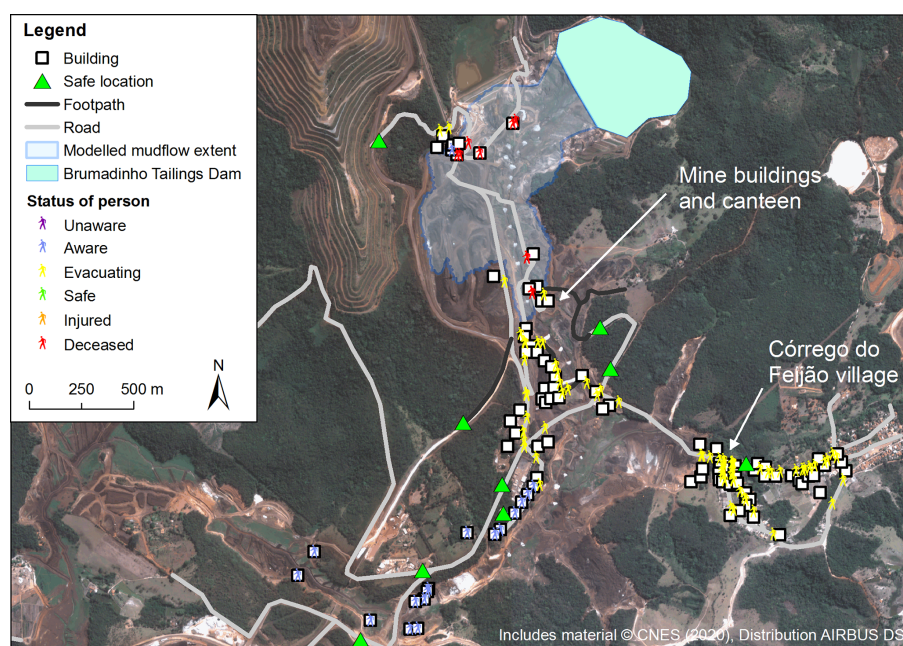 Legend
Building
Safe location
Footpath
Road
Modelled mudflow extent
Brumadinho Tailings Dam
Status of person
Unaware
Aware
Evacuating
Safe
Injured
Deceased
N
0 250 500 m
Mine buildings
and canteen
Córrego do
Feljão village
Includes material © CNES (2020), Distribution AIRBUS DS